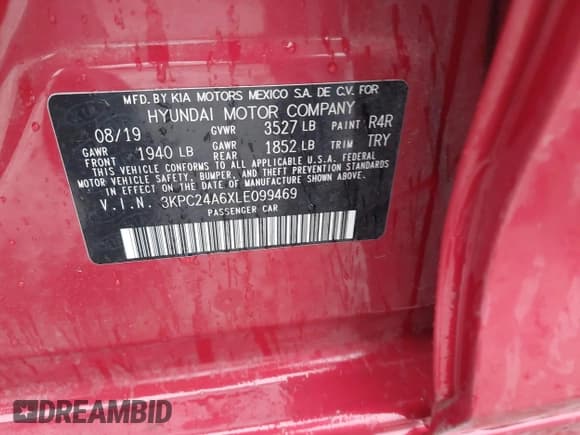 MFD. BY KIA MOTORS MEXICO S.A. DE C.V. FOR
HYUNDAI MOTOR COMPANY
08/19 GVWR 3527 LB PAINT R4R
GAWR FRONT 1940 LB GAWR REAR 1852 LB TRIM TRY
THIS VEHICLE CONFORMS TO ALL APPLICABLE U.S.A. FEDERAL
MOTOR VEHICLE SAFETY, BUMPER, AND THEFT PREVENTION STANDARDS
IN EFFECT ON THE DATE OF MANUFACTURE SHOWN ABOVE.
V.I.N. 3KPC24A6XLE099469
PASSENGER CAR
DREAMBID